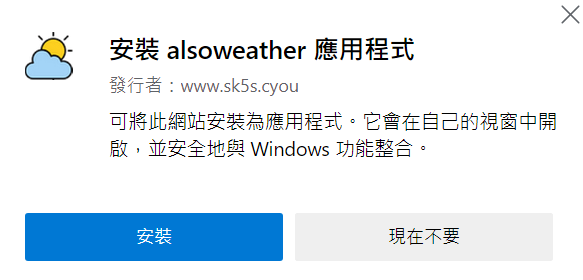 安裝 alsoweather 應用程式
發行者：www.sk5s.cyou
可將此網站安裝為應用程式。它會在自己的視窗中開
啟，並安全地與 Windows 功能整合。
安裝
現在不要